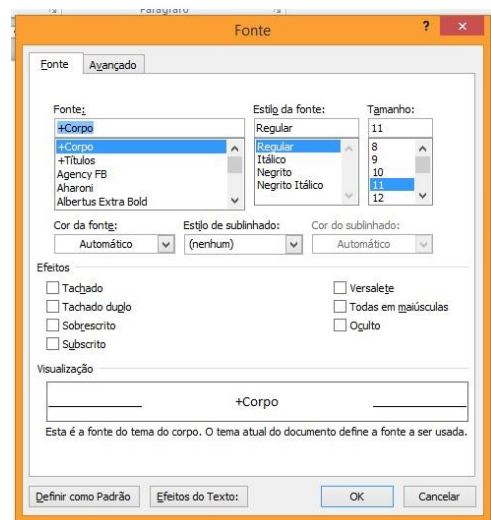 Parágrafo
Fonte ?
Fonte Avançado
Fonte: Estilo da fonte: Tamanho:
+Corpo Regular 11
+Corpo Regular 8
+Títulos Itálico 9
Agency FB Negrito 10
Aharoni Negrito Itálico 11
Albertus Extra Bold 12
Cor da fonte: Estilo de sublinhado: Cor do sublinhado:
Automático (nenhum) Automático
Efeitos
Tachado Versalete
Tachado duplo Todas em maiúsculas
Sobrescrito Oculto
Subscrito
Visualização
+Corpo
Esta é a fonte do tema do corpo. O tema atual do documento define a fonte a ser usada.
Definir como Padrão Efeitos do Texto: OK Cancelar